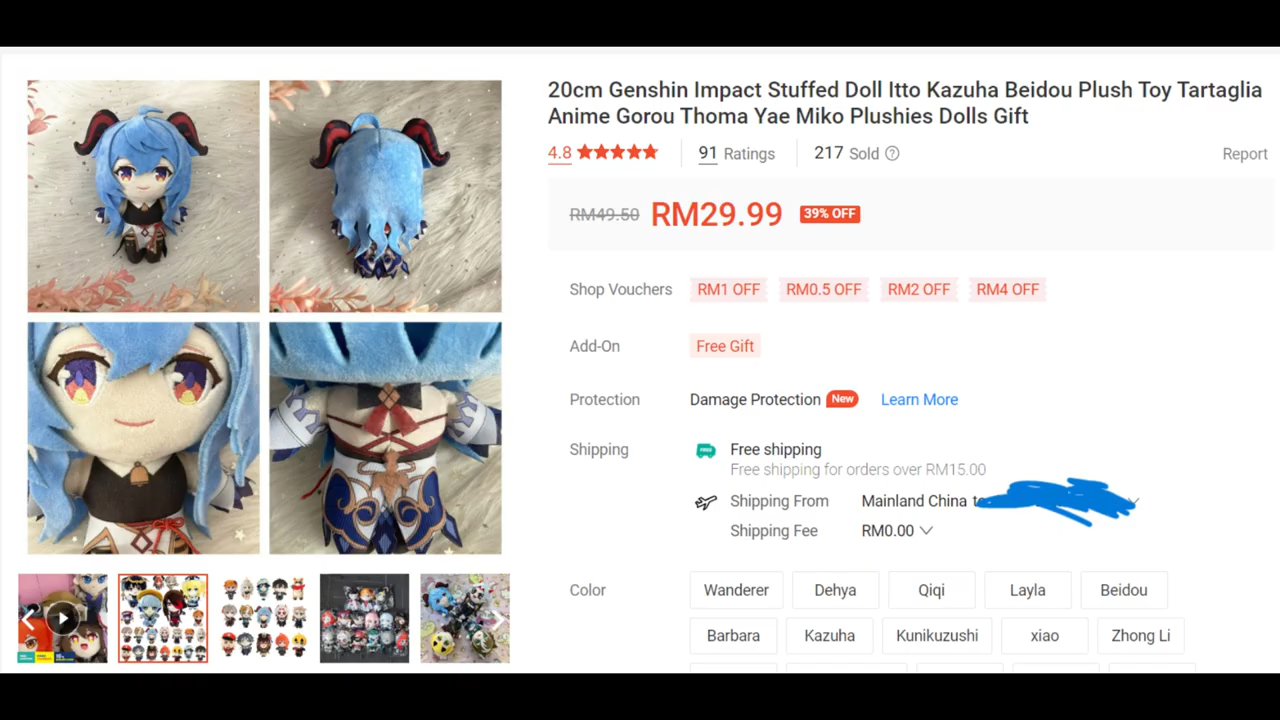 20cm Genshin Impact Stuffed Doll Itto Kazuha Beidou Plush Toy Tartaglia
Anime Gorou Thoma Yae Miko Plushies Dolls Gift
4.8 91 Ratings 217 Sold ? Report
RM49.50 RM29.99 39% OFF
Shop Vouchers RM1 OFF RM0.5 OFF RM2 OFF RM4 OFF
Add-On Free Gift
Protection Damage Protection New Learn More
Shipping FREE Free shipping
Free shipping for orders over RM15.00
Shipping From Mainland China
Shipping Fee RM0.00
Color Wanderer Dehya Qiqi Layla Beidou
Barbara Kazuha Kunikuzushi xiao Zhong Li